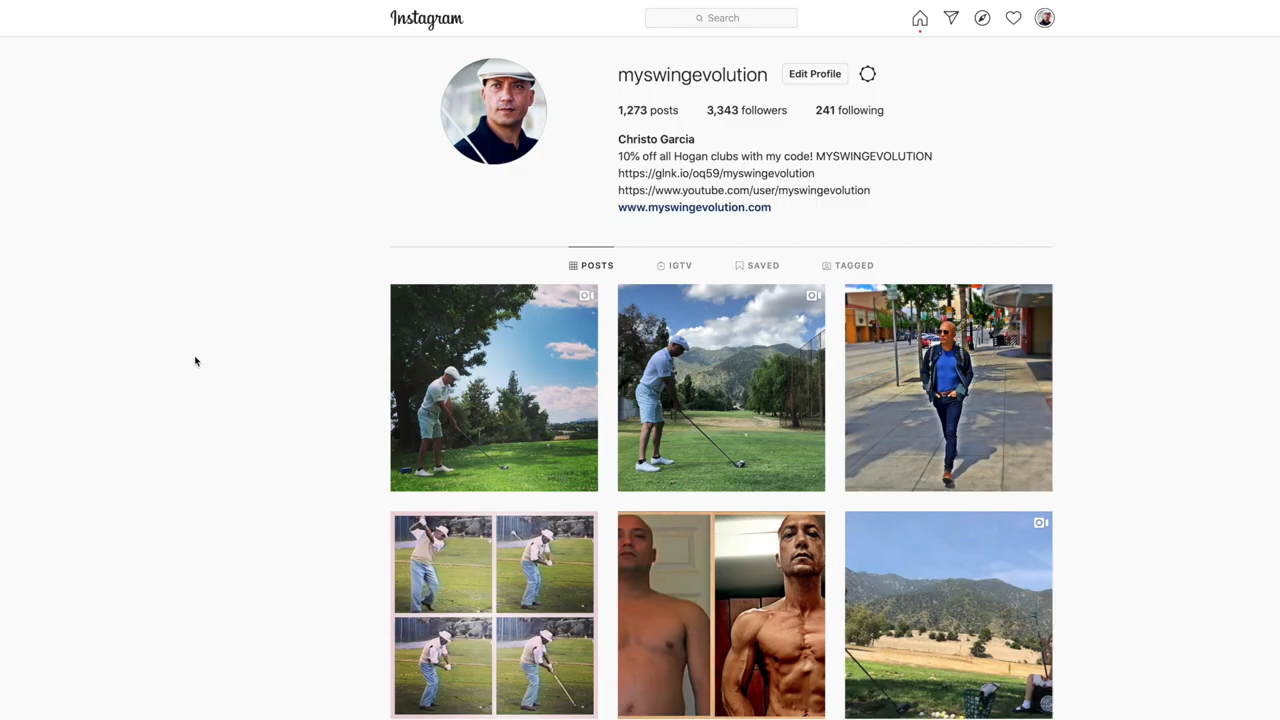 Instagram
Search
myswingevolution
Edit Profile
1,273 posts 3,343 followers 241 following
Christo Garcia
10% off all Hogan clubs with my code! MYSWINGEVOLUTION
https://glnk.io/oq59/myswingevolution
https://www.youtube.com/user/myswingevolution
www.myswingevolution.com
POSTS IGTV SAVED TAGGED